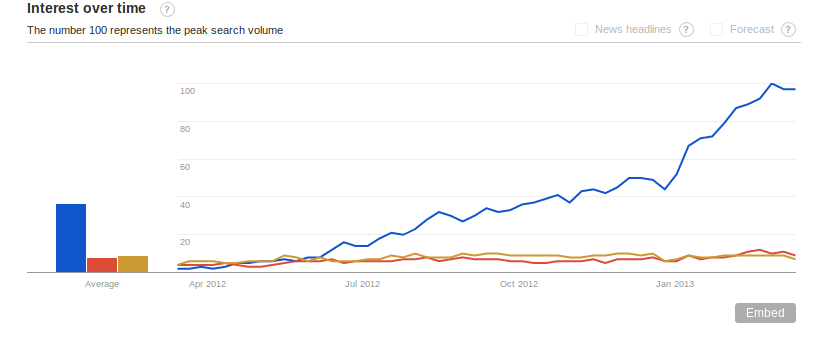 Interest over time ?
The number 100 represents the peak search volume
News headlines ? Forecast ?
100
80
60
40
20
Average Apr 2012 Jul 2012 Oct 2012 Jan 2013
Embed